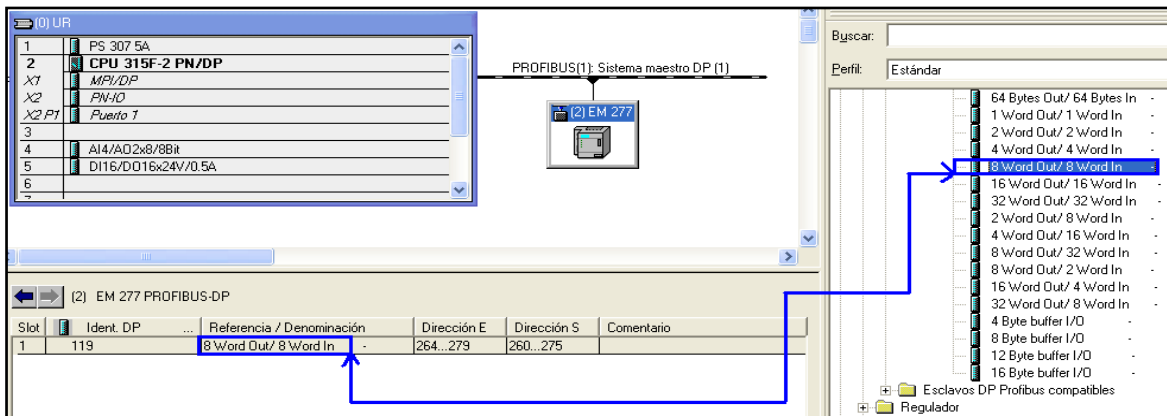 (0) UR
1 PS 307 5A
2 CPU 315F-2 PN/DP
X1 MPI/DP
X2 PN-IO
X2 P1 Puerto 1
3
4 AI4/AO2x8/8Bit
5 DI16/DO16x24V/0.5A
6
PROFIBUS(1): Sistema maestro DP (1)
(2) EM 277
(2) EM 277 PROFIBUS-DP
Slot Ident. DP ... Referencia / Denominación Dirección E Dirección S Comentario
1 119 8 Word Out/ 8 Word In - 264...279 260...275
Buscar:
Perfil: Estándar
64 Bytes Out/ 64 Bytes In -
1 Word Out/ 1 Word In -
2 Word Out/ 2 Word In -
4 Word Out/ 4 Word In -
8 Word Out/ 8 Word In -
16 Word Out/ 16 Word In -
32 Word Out/ 32 Word In -
2 Word Out/ 8 Word In -
4 Word Out/ 16 Word In -
8 Word Out/ 32 Word In -
8 Word Out/ 2 Word In -
16 Word Out/ 4 Word In -
32 Word Out/ 8 Word In -
4 Byte buffer I/O -
8 Byte buffer I/O -
12 Byte buffer I/O -
16 Byte buffer I/O -
Esclavos DP Profibus compatibles
Regulador